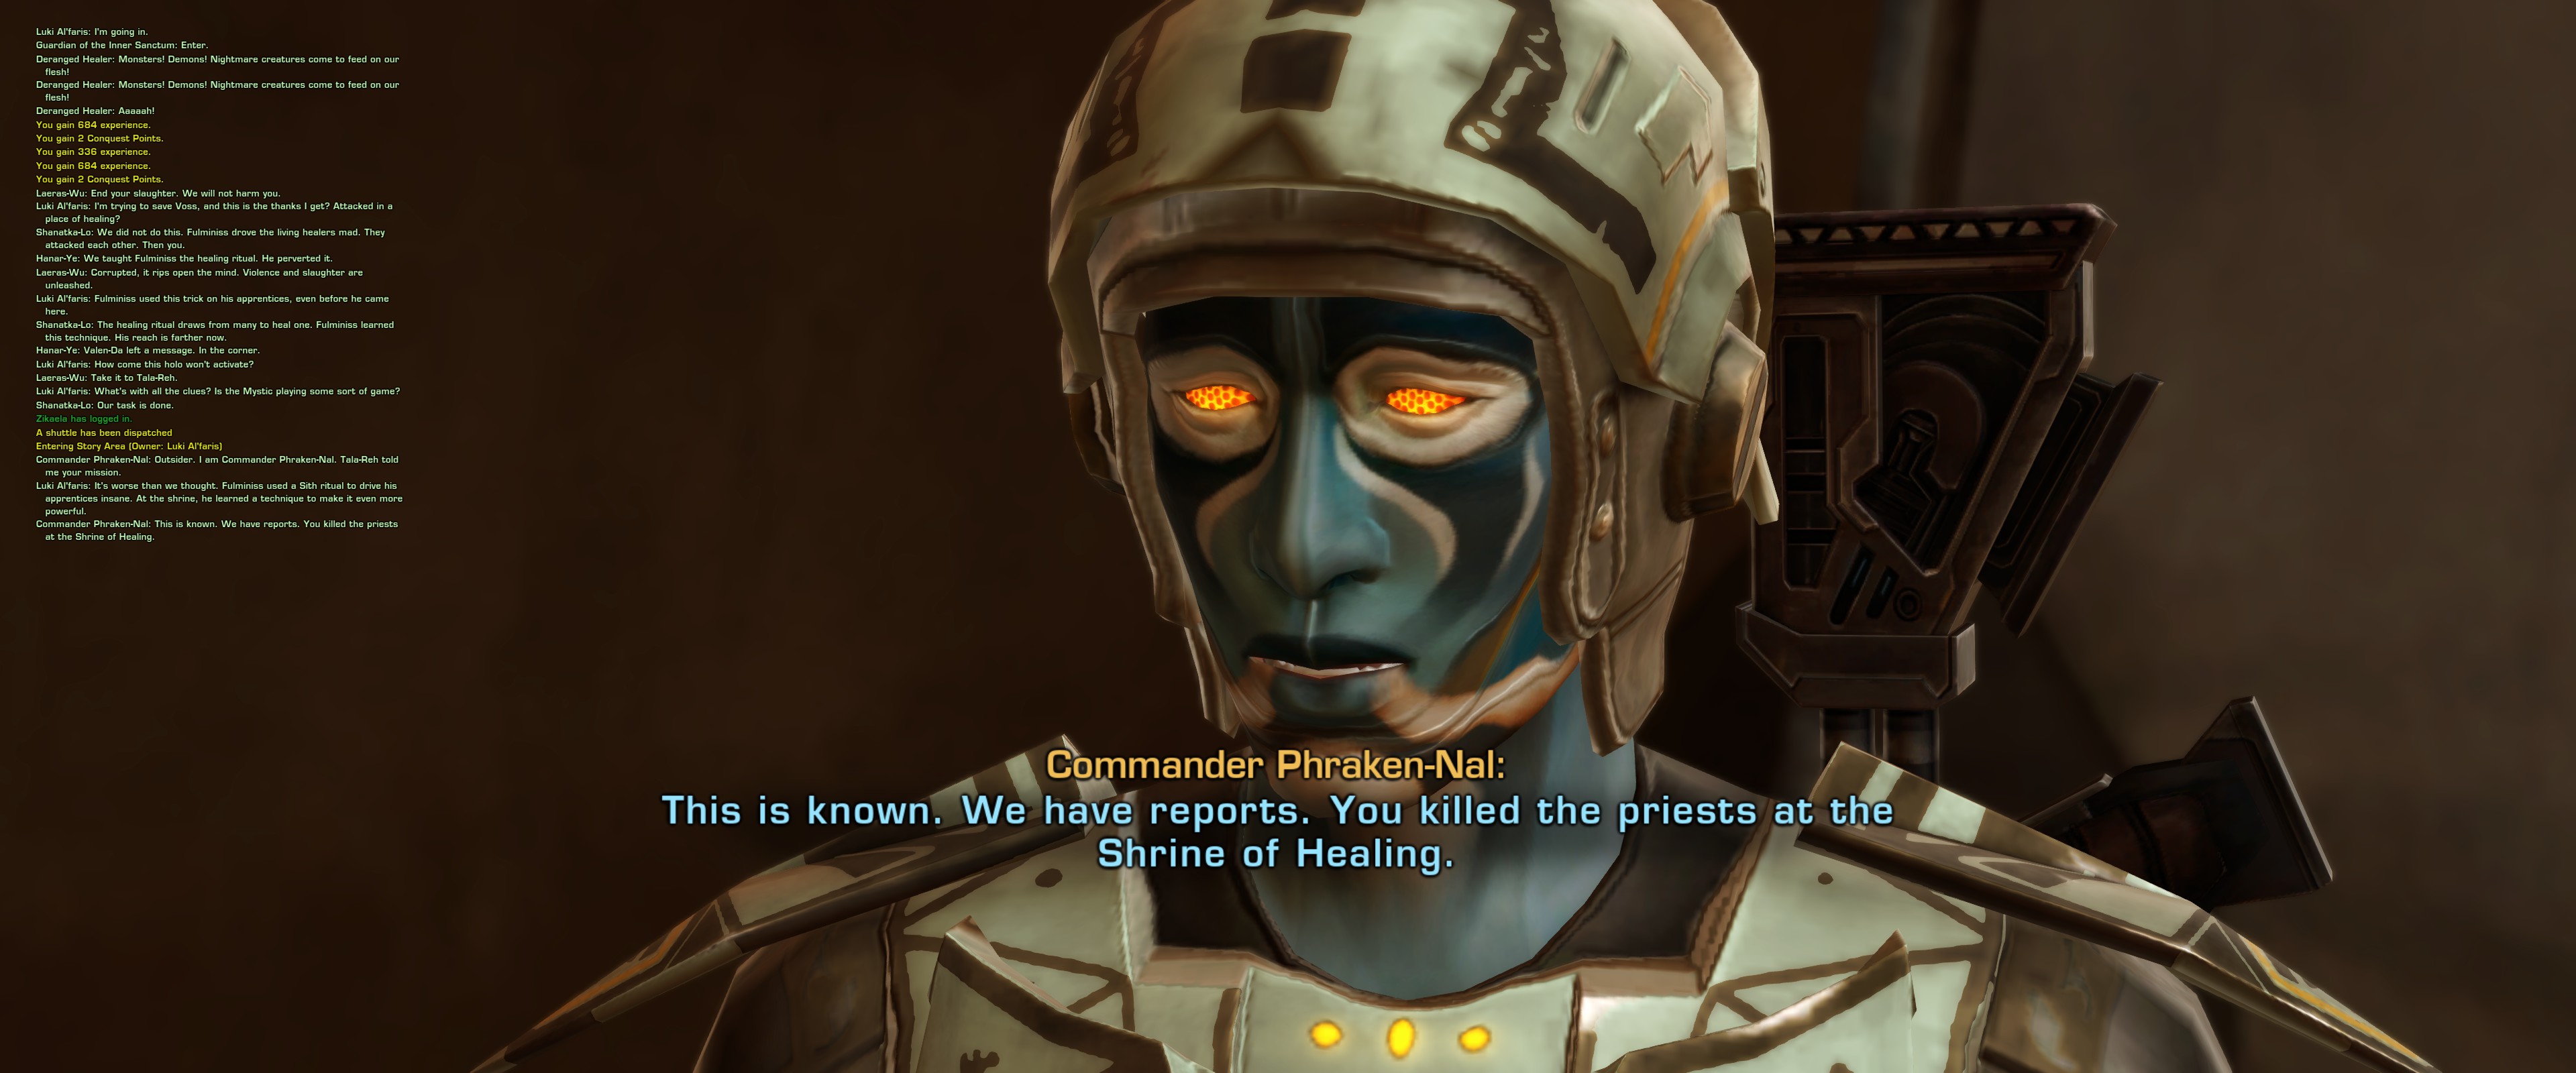 Luki Al'faris: I'm going in.
Guardian of the Inner Sanctum: Enter.
Deranged Healer: Monsters! Demons! Nightmare creatures come to feed on our
flesh!
Deranged Healer: Monsters! Demons! Nightmare creatures come to feed on our
flesh!
Deranged Healer: Aaaaah!
You gain 684 experience.
You gain 2 Conquest Points.
You gain 336 experience.
You gain 684 experience.
You gain 2 Conquest Points.
Laeras-Wu: End your slaughter. We will not harm you.
Luki Al'faris: I'm trying to save Voss, and this is the thanks I get? Attacked in a
place of healing?
Shanatka-Lo: We did not do this. Fulminiss drove the living healers mad. They
attacked each other. Then you.
Hanar-Ye: We taught Fulminiss the healing ritual. He perverted it.
Laeras-Wu: Corrupted, it rips open the mind. Violence and slaughter are
unleashed.
Luki Al'faris: Fulminiss used this trick on his apprentices, even before he came
here.
Shanatka-Lo: The healing ritual draws from many to heal one. Fulminiss learned
this technique. His reach is farther now.
Hanar-Ye: Valen-Da left a message. In the corner.
Luki Al'faris: How come this holo won't activate?
Laeras-Wu: Take it to Tala-Reh.
Luki Al'faris: What's with all the clues? Is the Mystic playing some sort of game?
Shanatka-Lo: Our task is done.
Zikaela has logged in.
A shuttle has been dispatched
Entering Story Area (Owner: Luki Al'faris)
Commander Phraken-Nal: Outsider. I am Commander Phraken-Nal. Tala-Reh told
me your mission.
Luki Al'faris: It's worse than we thought. Fulminiss used a Sith ritual to drive his
apprentices insane. At the shrine, he learned a technique to make it even more
powerful.
Commander Phraken-Nal: This is known. We have reports. You killed the priests
at the Shrine of Healing.
Commander Phraken-Nal:
This is known. We have reports. You killed the priests at the
Shrine of Healing.